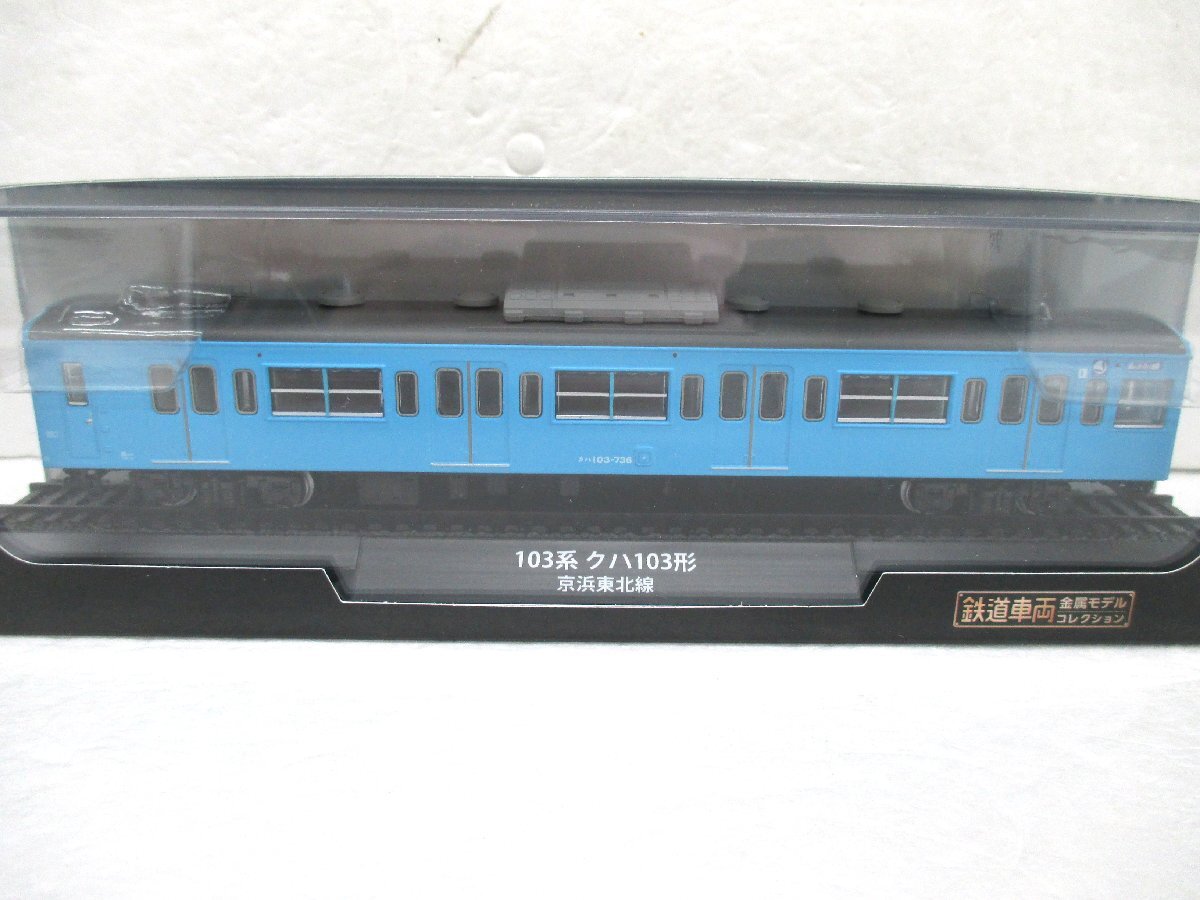 クハ103-736
103系 クハ103形
京浜東北線
鉄道車両 金属モデル
コレクション